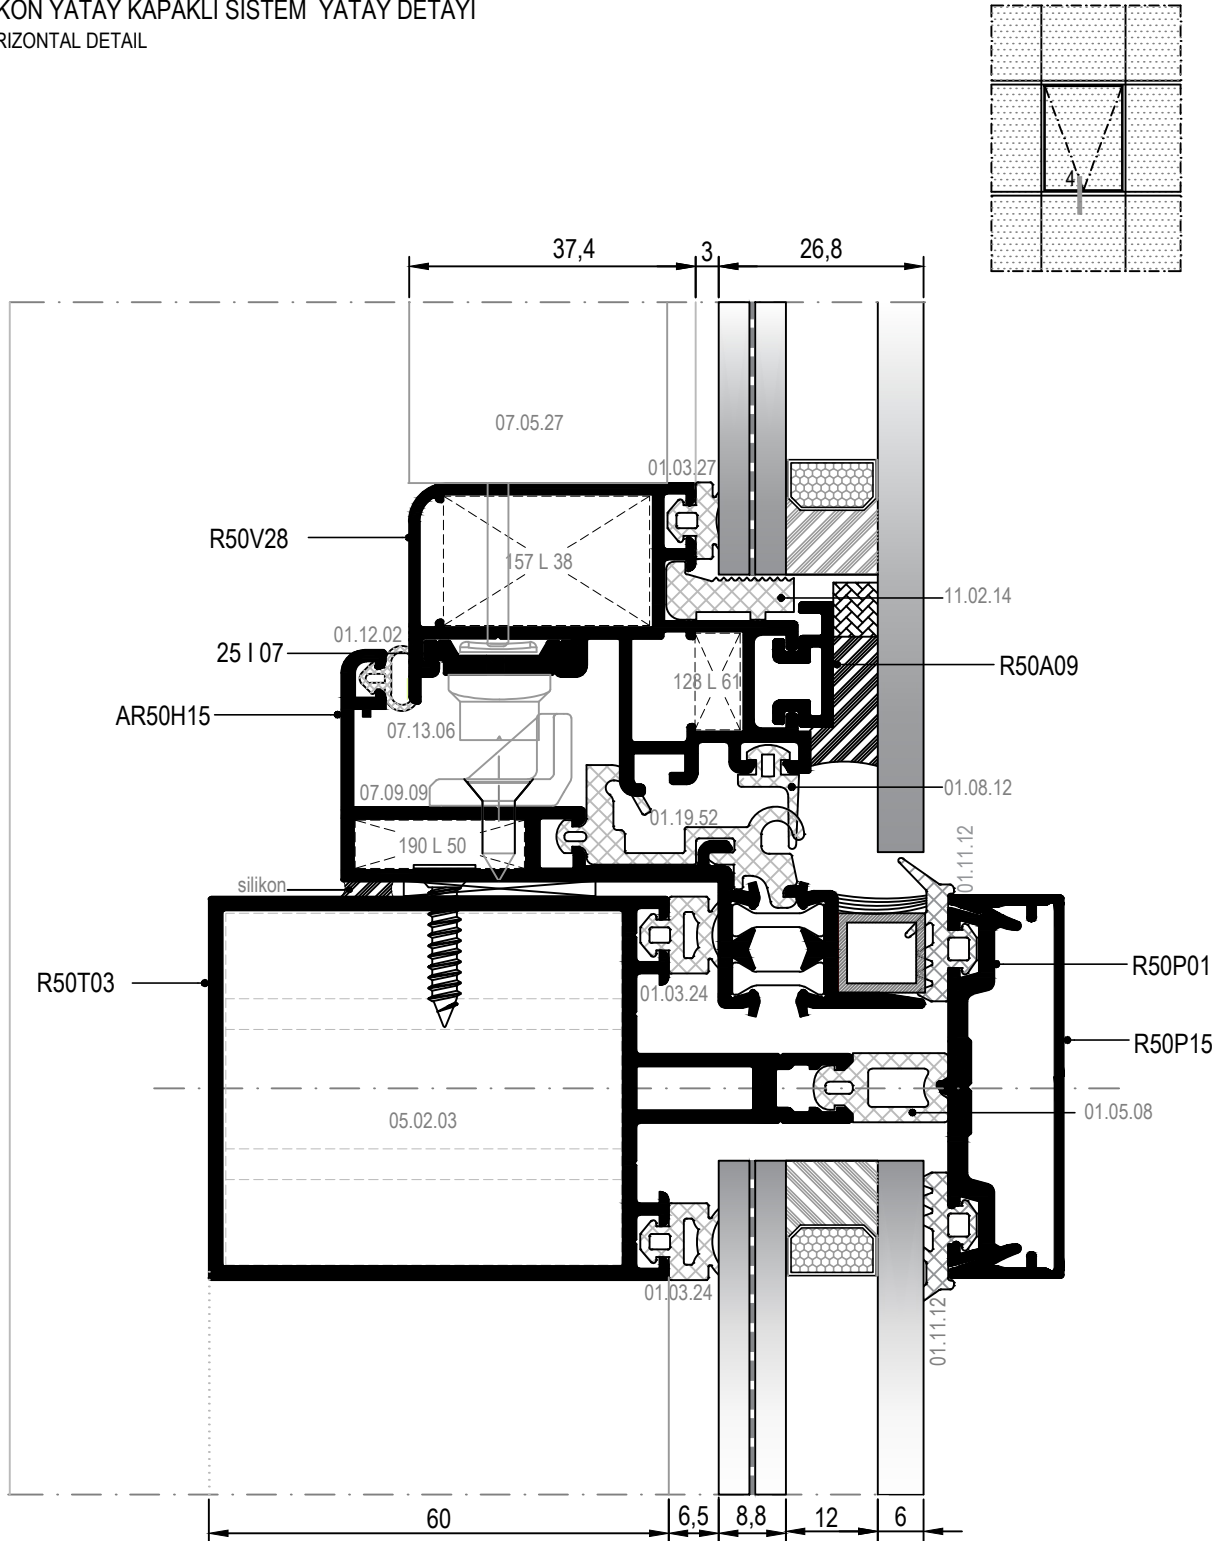 KON YATAY KAPAKLI SİSTEM YATAY DETAYI
RIZONTAL DETAIL
4
37,4
3
26,8
07.05.27
01.03.27
R50V28
157 L 38
11.02.14
01.12.02
25 I 07
R50A09
128 L 61
AR50H15
07.13.06
07.09.09
01.08.12
01.19.52
190 L 50
01.11.12
silikon
R50P01
R50T03
01.03.24
R50P15
05.02.03
01.05.08
01.03.24
01.11.12
60
6,5
8,8
12
6